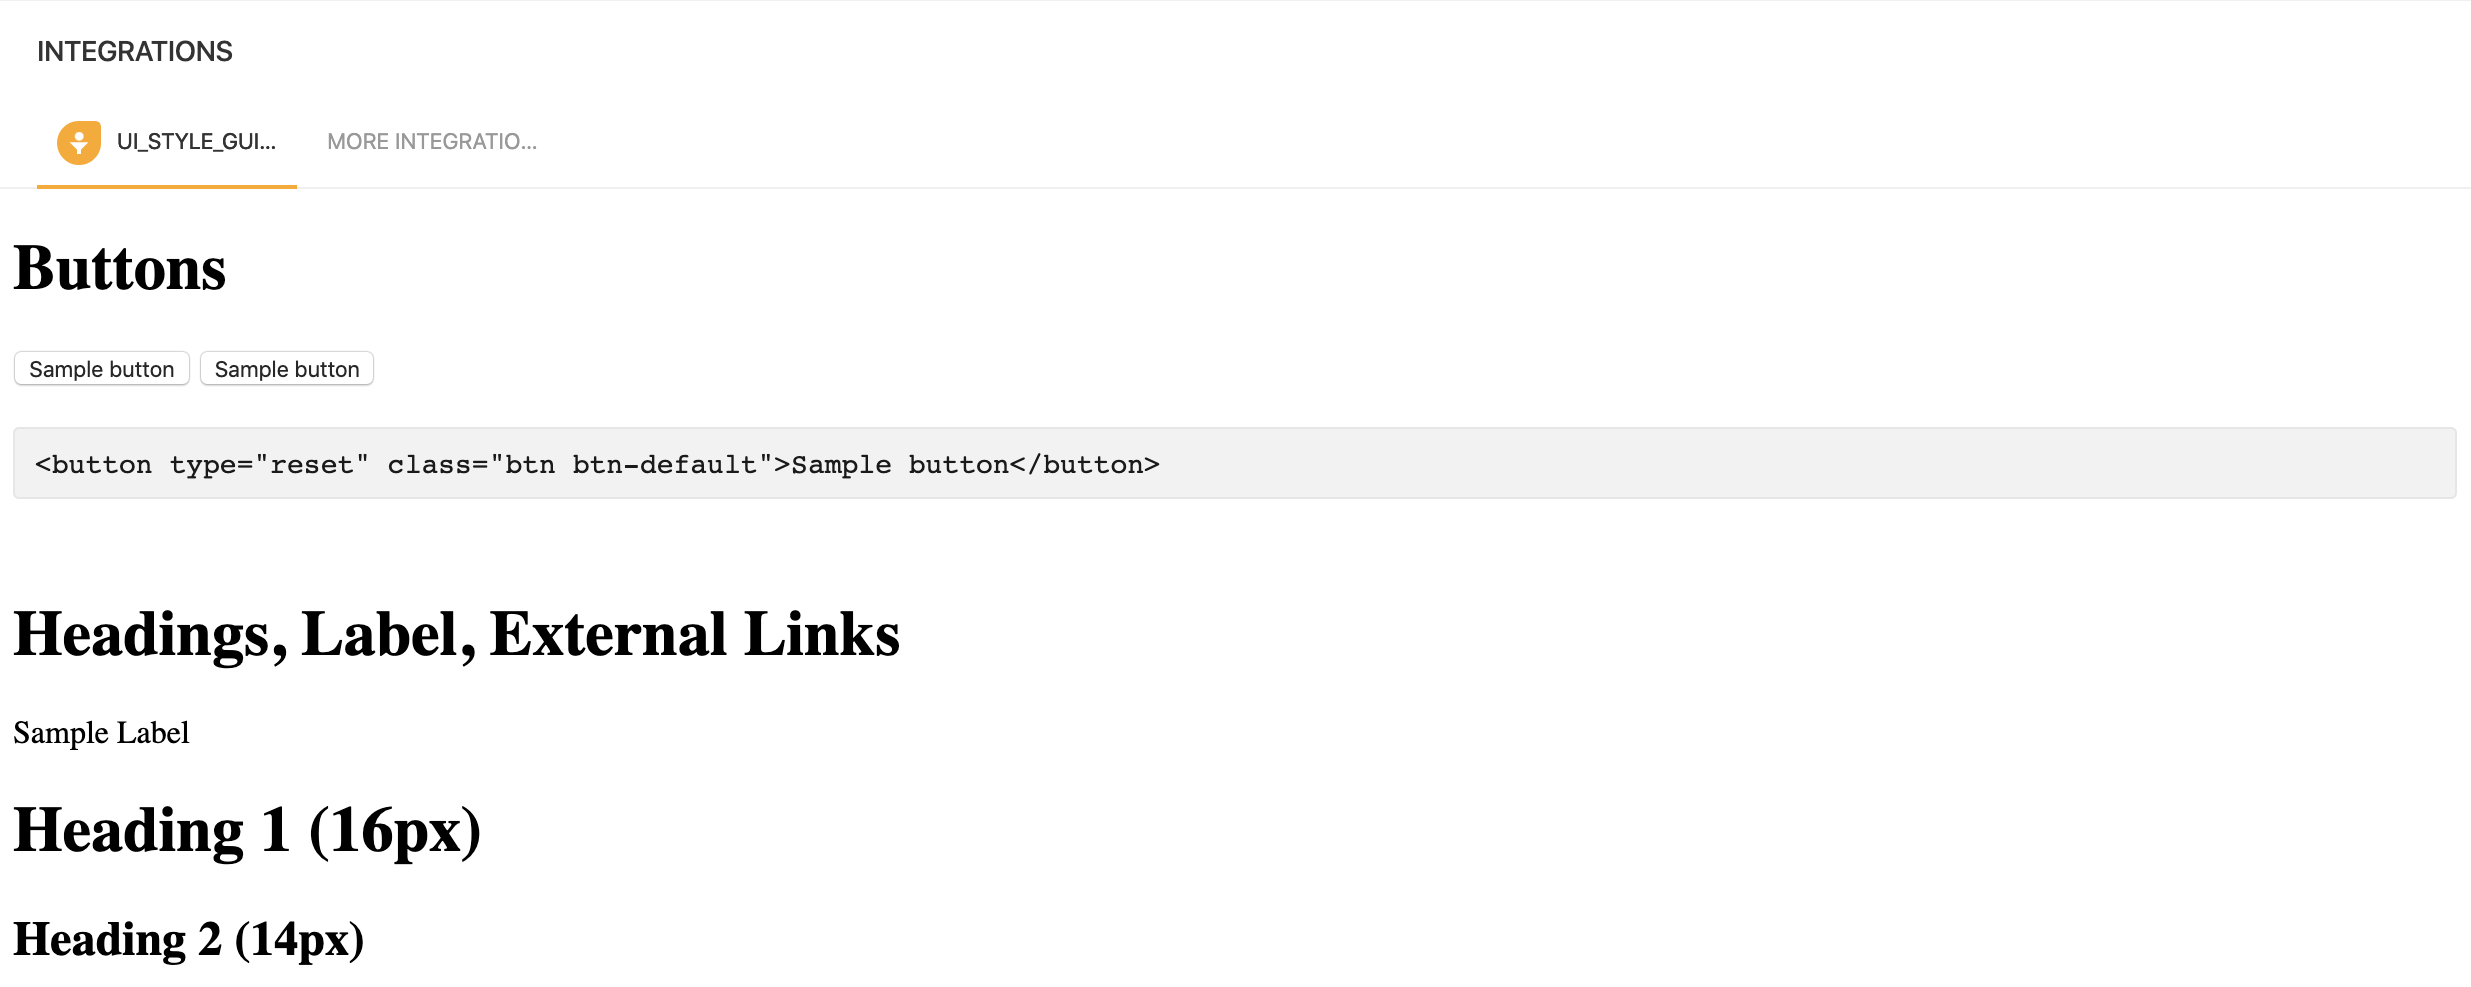 INTEGRATIONS
UI_STYLE_GUI... MORE INTEGRATIO...
Buttons
Sample button Sample button
<button type="reset" class="btn btn-default">Sample button</button>
Headings, Label, External Links
Sample Label
Heading 1 (16px)
Heading 2 (14px)